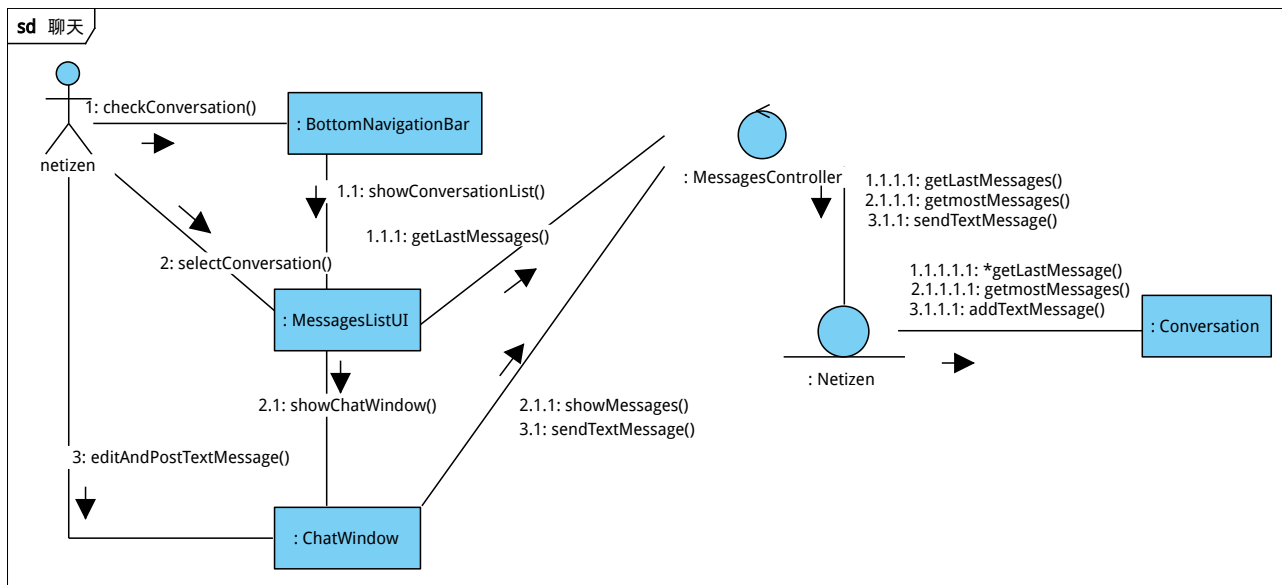 sd 聊天
1: checkConversation()
: BottomNavigationBar
netizen
: MessagesController
1.1: showConversationList()
1.1.1.1: getLastMessages()
2.1.1.1: getmostMessages()
3.1.1: sendTextMessage()
1.1.1: getLastMessages()
2: selectConversation()
1.1.1.1.1: *getLastMessage()
2.1.1.1.1: getmostMessages()
3.1.1.1: addTextMessage()
: MessagesListUI
: Conversation
: Netizen
2.1: showChatWindow()
2.1.1: showMessages()
3.1: sendTextMessage()
3: editAndPostTextMessage()
: ChatWindow